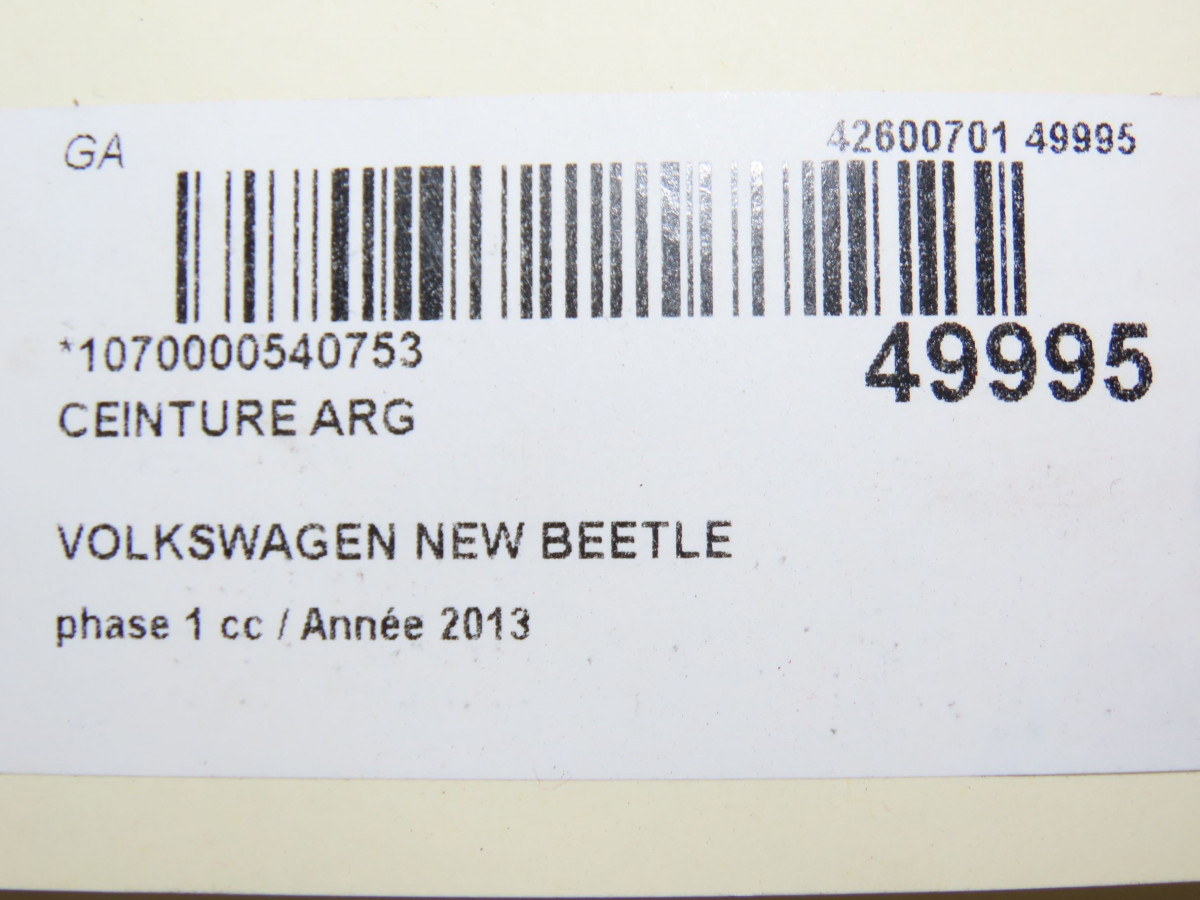 GA
42600701 49995
*1070000540753
49995
CEINTURE ARG
VOLKSWAGEN NEW BEETLE
phase 1 cc / Année 2013